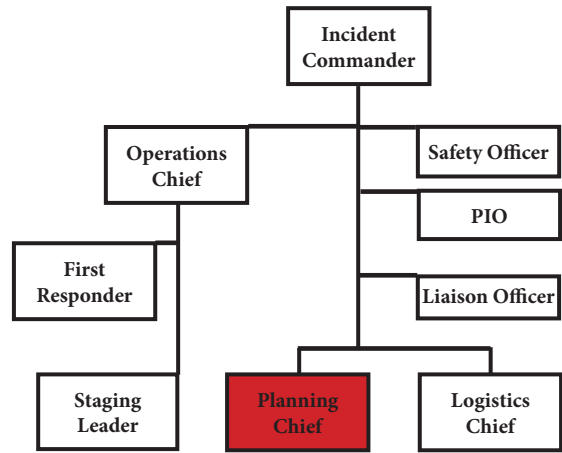 Incident
Commander
Operations
Chief
Safety Officer
PIO
First
Responder
Liaison Officer
Staging
Leader
Planning
Chief
Logistics
Chief